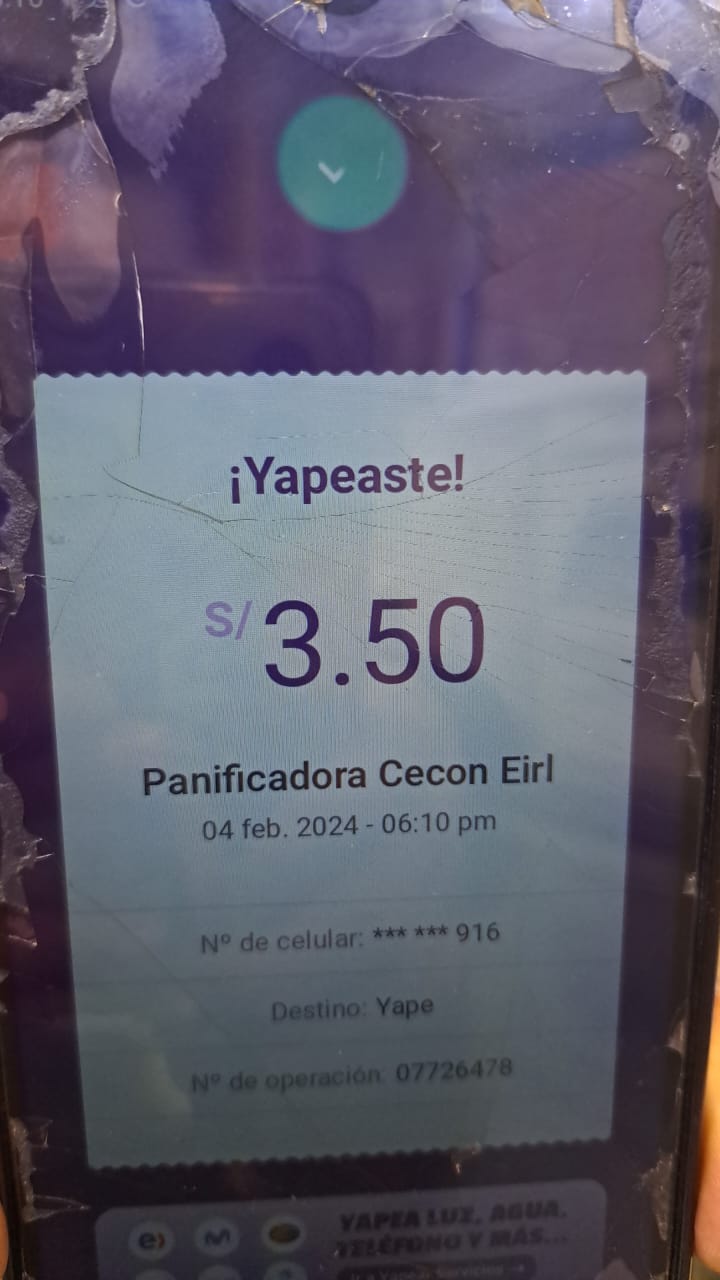 ¡Yapeaste!
S/ 3.50
Panificadora Cecon Eirl
04 feb. 2024 - 06:10 pm
Nº de celular: *** *** 916
Destino: Yape
Nº de operación: 07726478
YAPEA LUZ, AGUA,
TELÉFONO Y MÁS...